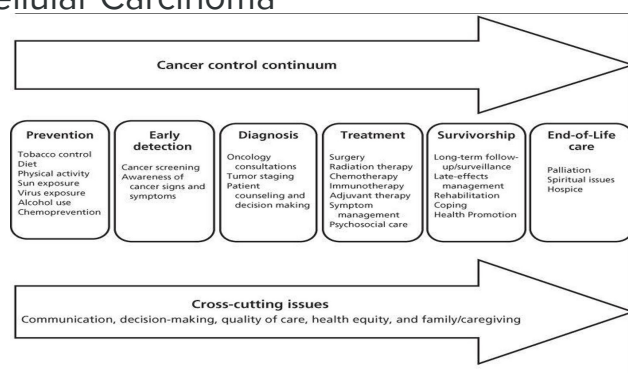 ellular Carcinoma
Cancer control continuum
Prevention
Tobacco control
Diet
Physical activity
Sun exposure
Virus exposure
Alcohol use
Chemoprevention
Early
detection
Cancer screening
Awareness of
cancer signs and
symptoms
Diagnosis
Oncology
consultations
Tumor staging
Patient
counseling and
decision making
Treatment
Surgery
Radiation therapy
Chemotherapy
Immunotherapy
Adjuvant therapy
Symptom
management
Psychosocial care
Survivorship
Long-term follow-
up/surveillance
Late-effects
management
Rehabilitation
Coping
Health Promotion
End-of-Life
care
Palliation
Spiritual issues
Hospice
Cross-cutting issues
Communication, decision-making, quality of care, health equity, and family/caregiving